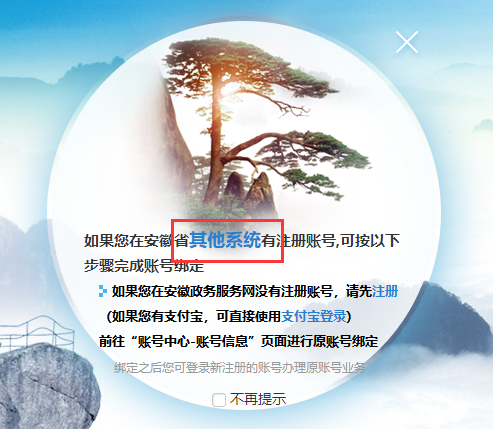 如果您在安徽省其他系统有注册账号,可按以下
步骤完成账号绑定
如果您在安徽政务服务网没有注册账号，请先注册
(如果您有支付宝，可直接使用支付宝登录)
前往“账号中心-账号信息”页面进行原账号绑定
绑定之后您可登录新注册的账号办理原账号业务
不再提示